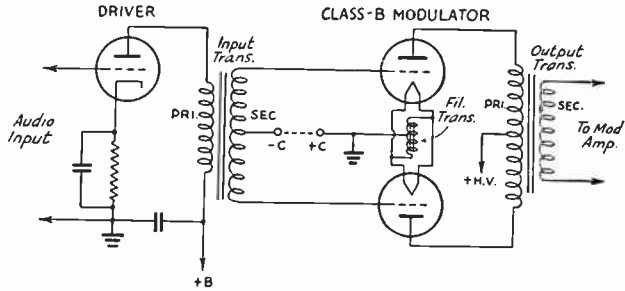 DRIVER
CLASS-B MODULATOR
Input
Trans.
Output
Trans.
PRI.
SEC
Audio
Input
-C
+C
Fil.
Trans.
PRI.
SEC.
To Mod
Amp.
+H.V.
+B